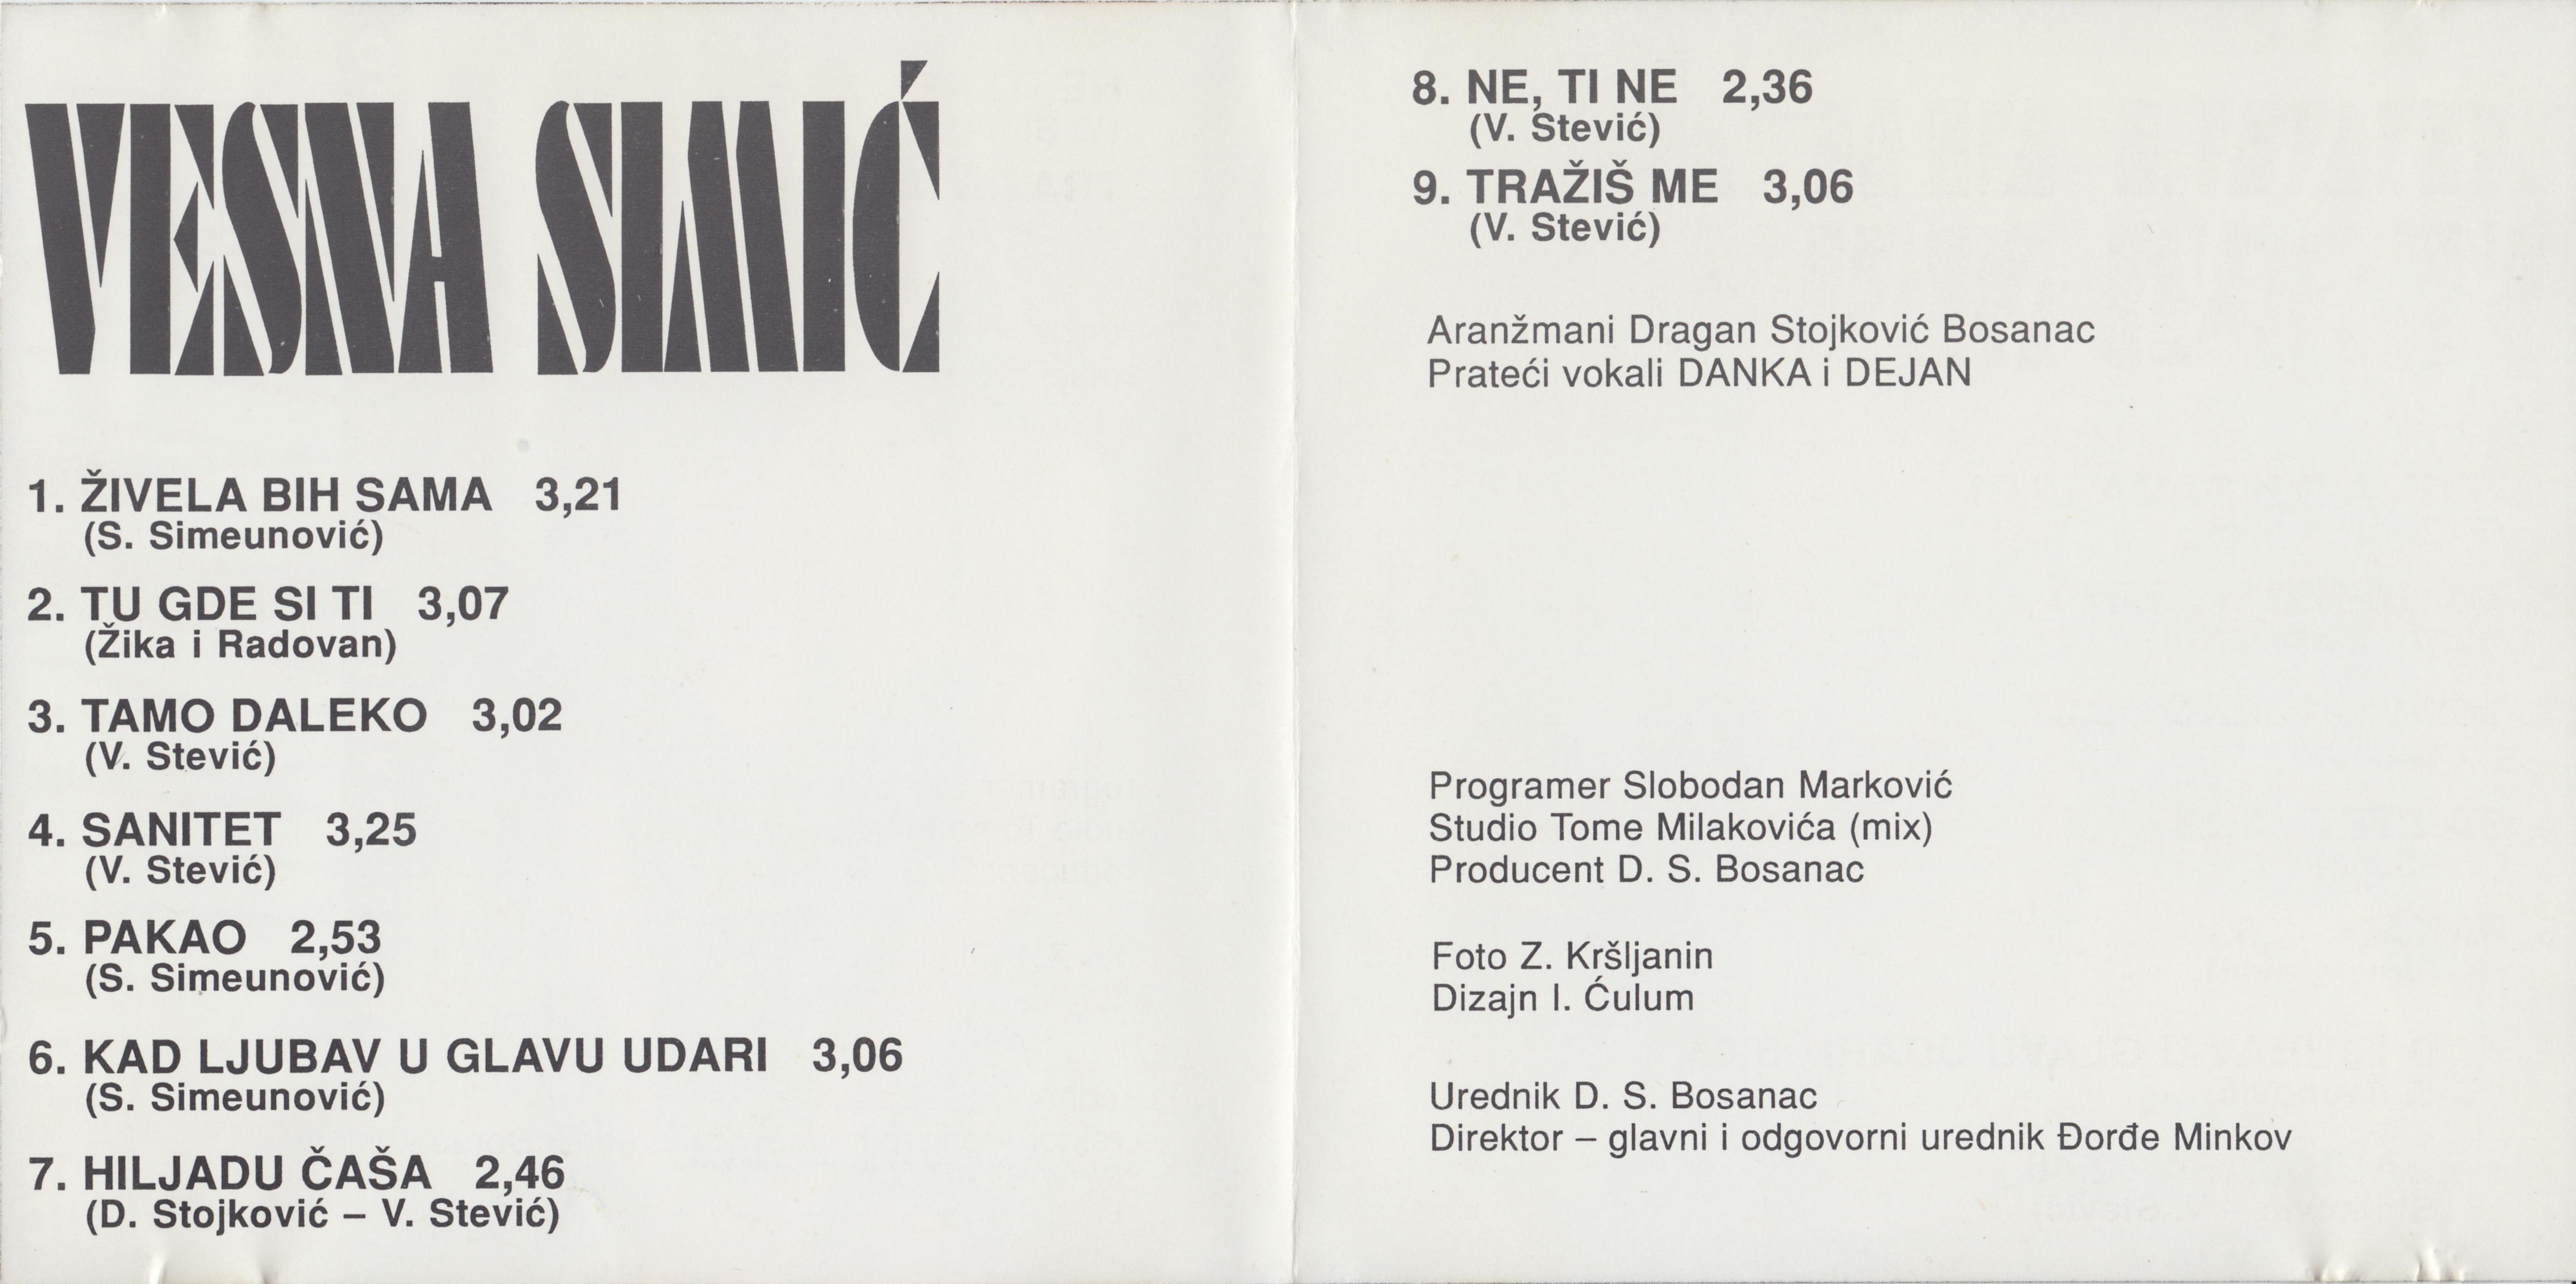 VESNA SIMIĆ
1. ŽIVELA BIH SAMA 3,21
(S. Simeunović)
2. TU GDE SI TI 3,07
(Žika i Radovan)
3. TAMO DALEKO 3,02
(V. Stević)
4. SANITET 3,25
(V. Stević)
5. PAKAO 2,53
(S. Simeunović)
6. KAD LJUBAV U GLAVU UDARI 3,06
(S. Simeunović)
7. HILJADU ČAŠA 2,46
(D. Stojković – V. Stević)
8. NE, TI NE 2,36
(V. Stević)
9. TRAŽIŠ ME 3,06
(V. Stević)
Aranžmani Dragan Stojković Bosanac
Prateći vokali DANKA i DEJAN
Programer Slobodan Marković
Studio Tome Milakovića (mix)
Producent D. S. Bosanac
Foto Z. Kršljanin
Dizajn I. Ćulum
Urednik D. S. Bosanac
Direktor – glavni i odgovorni urednik Đorđe Minkov